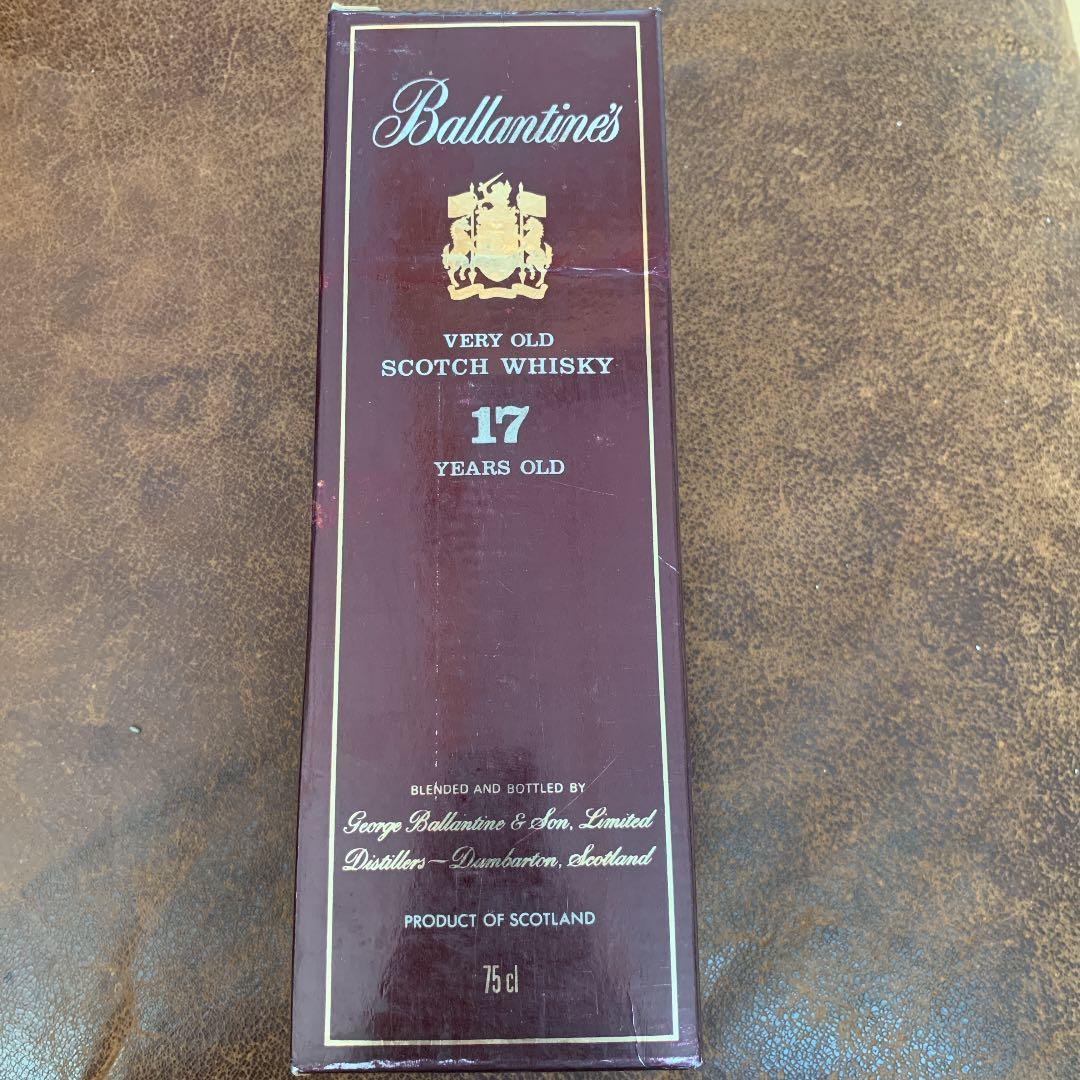 Ballantine's
VERY OLD
SCOTCH WHISKY
17
YEARS OLD
BLENDED AND BOTTLED BY
George Ballantine & Son, Limited
Distillers—Dumbarton, Scotland
PRODUCT OF SCOTLAND
75 cl